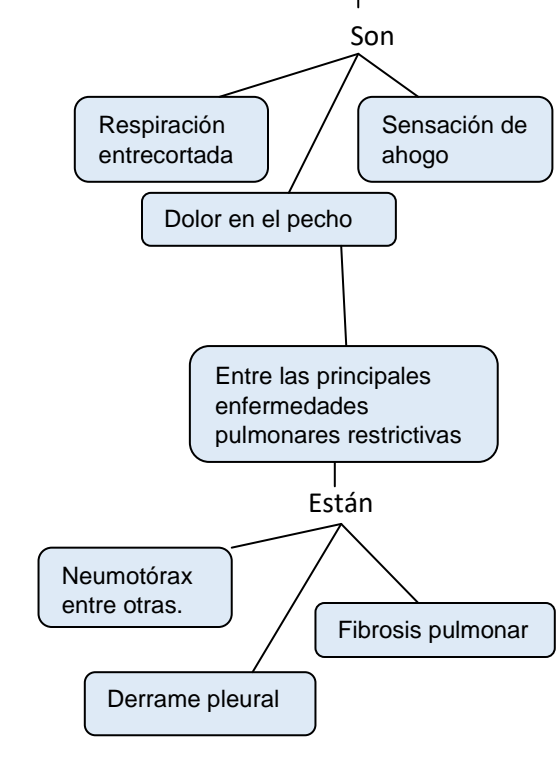 Son
Respiración
entrecortada
Sensación de
ahogo
Dolor en el pecho
Entre las principales
enfermedades
pulmonares restrictivas
Están
Neumotórax
entre otras.
Fibrosis pulmonar
Derrame pleural